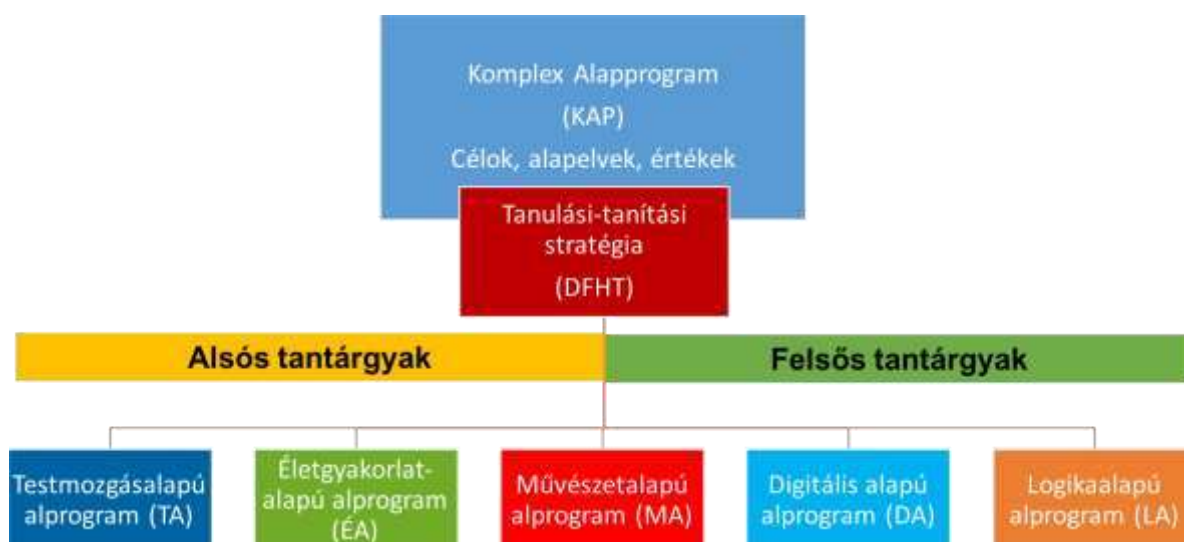 Komplex Alapprogram
(KAP)
Célok, alapelvek, értékek
Tanulási-tanítási
stratégia
(DFHT)
Alsós tantárgyak
Felsős tantárgyak
Testmozgásalapú
alprogram (TA)
Életgyakorlat-
alapú alprogram
(ÉA)
Művészetalapú
alprogram (MA)
Digitális alapú
alprogram (DA)
Logikaalapú
alprogram (LA)